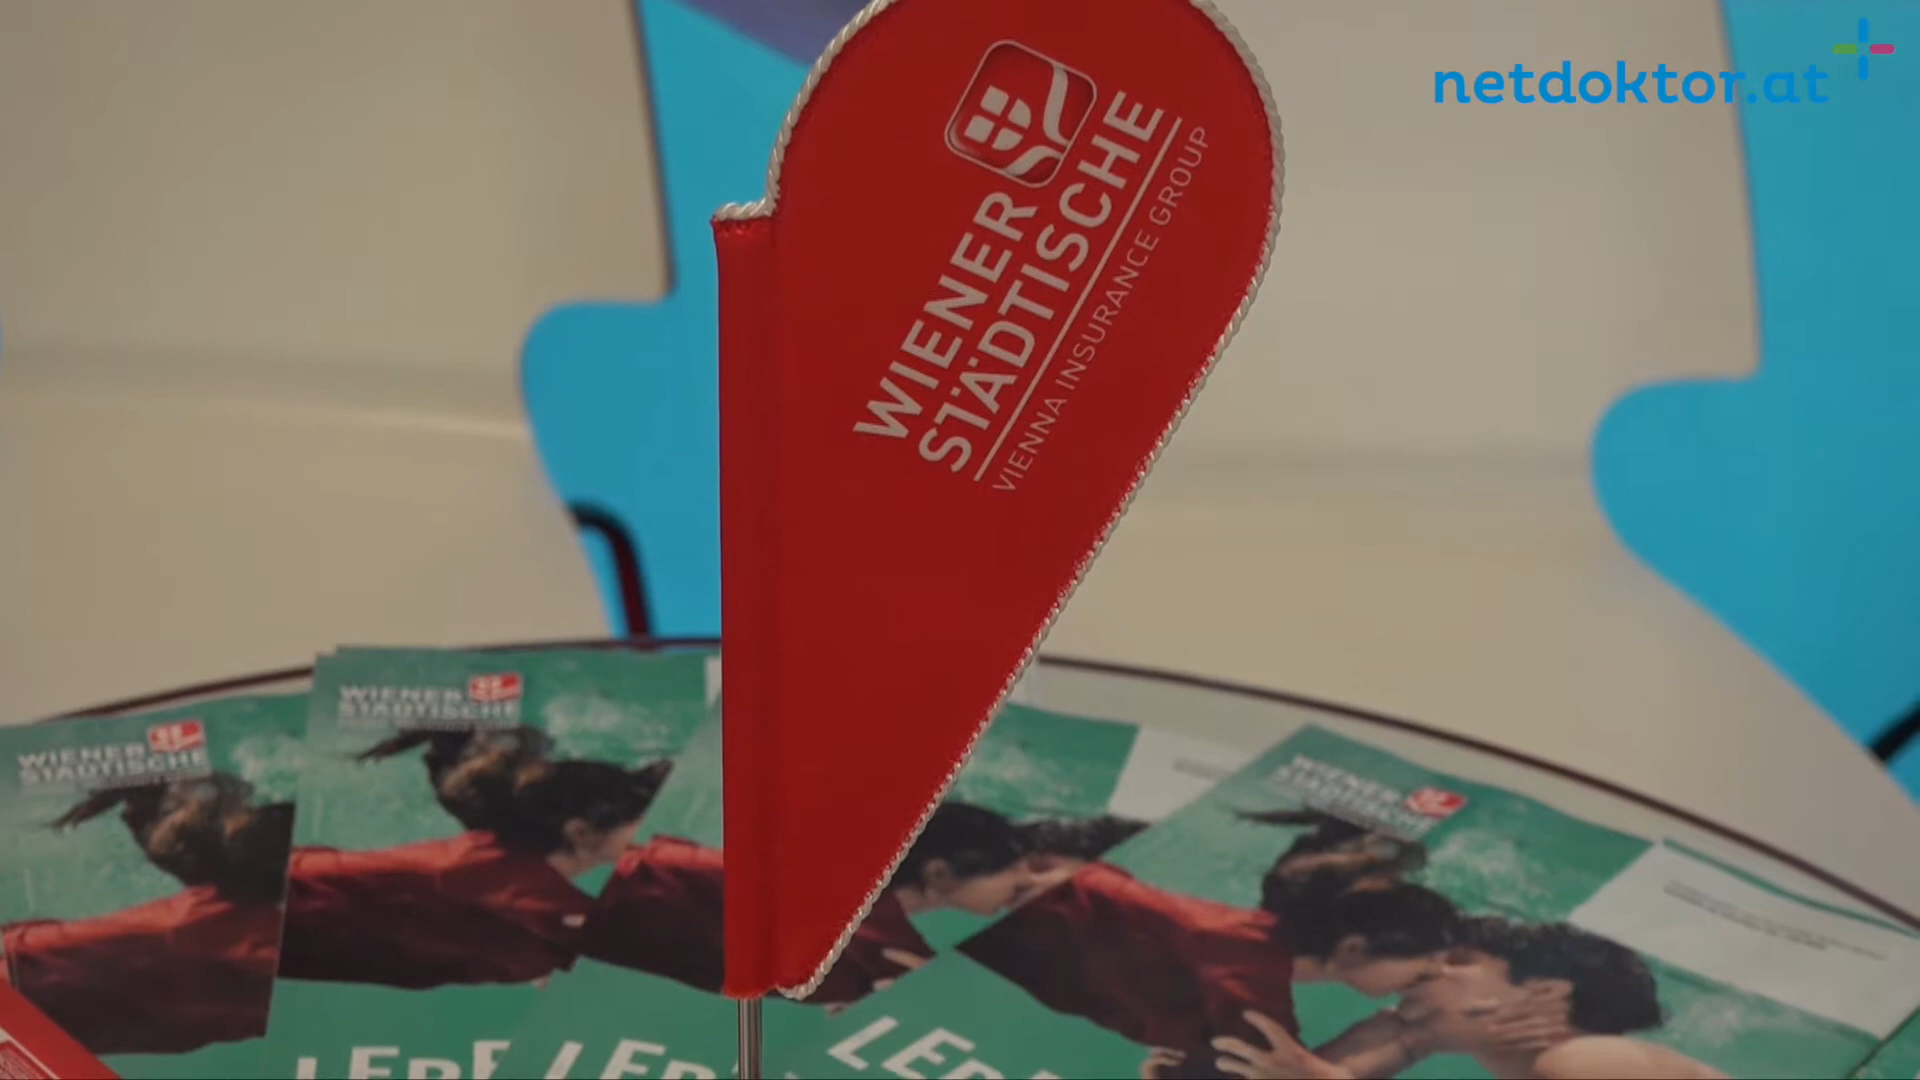 netdoktor.at
WIENER
STÄDTISCHE
VIENNA INSURANCE GROUP
WIENER
STÄDTISCHE
WIENER
STÄDTISCHE
WIENER
STÄDTISCHE